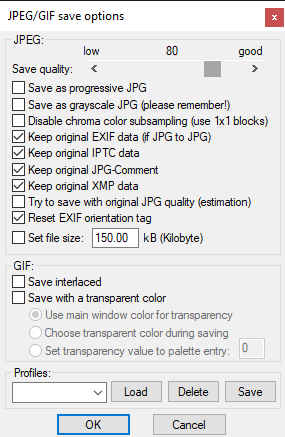 JPEG/GIF save options
JPEG:
low 80 good
Save quality:
Save as progressive JPG
Save as grayscale JPG (please remember!)
Disable chroma color subsampling (use 1x1 blocks)
Keep original EXIF data (if JPG to JPG)
Keep original IPTC data
Keep original JPG-Comment
Keep original XMP data
Try to save with original JPG quality (estimation)
Reset EXIF orientation tag
Set file size: 150.00 kB (Kilobyte)
GIF:
Save interlaced
Save with a transparent color
Use main window color for transparency
Choose transparent color during saving
Set transparency value to palette entry: 0
Profiles:
Load Delete Save
OK Cancel